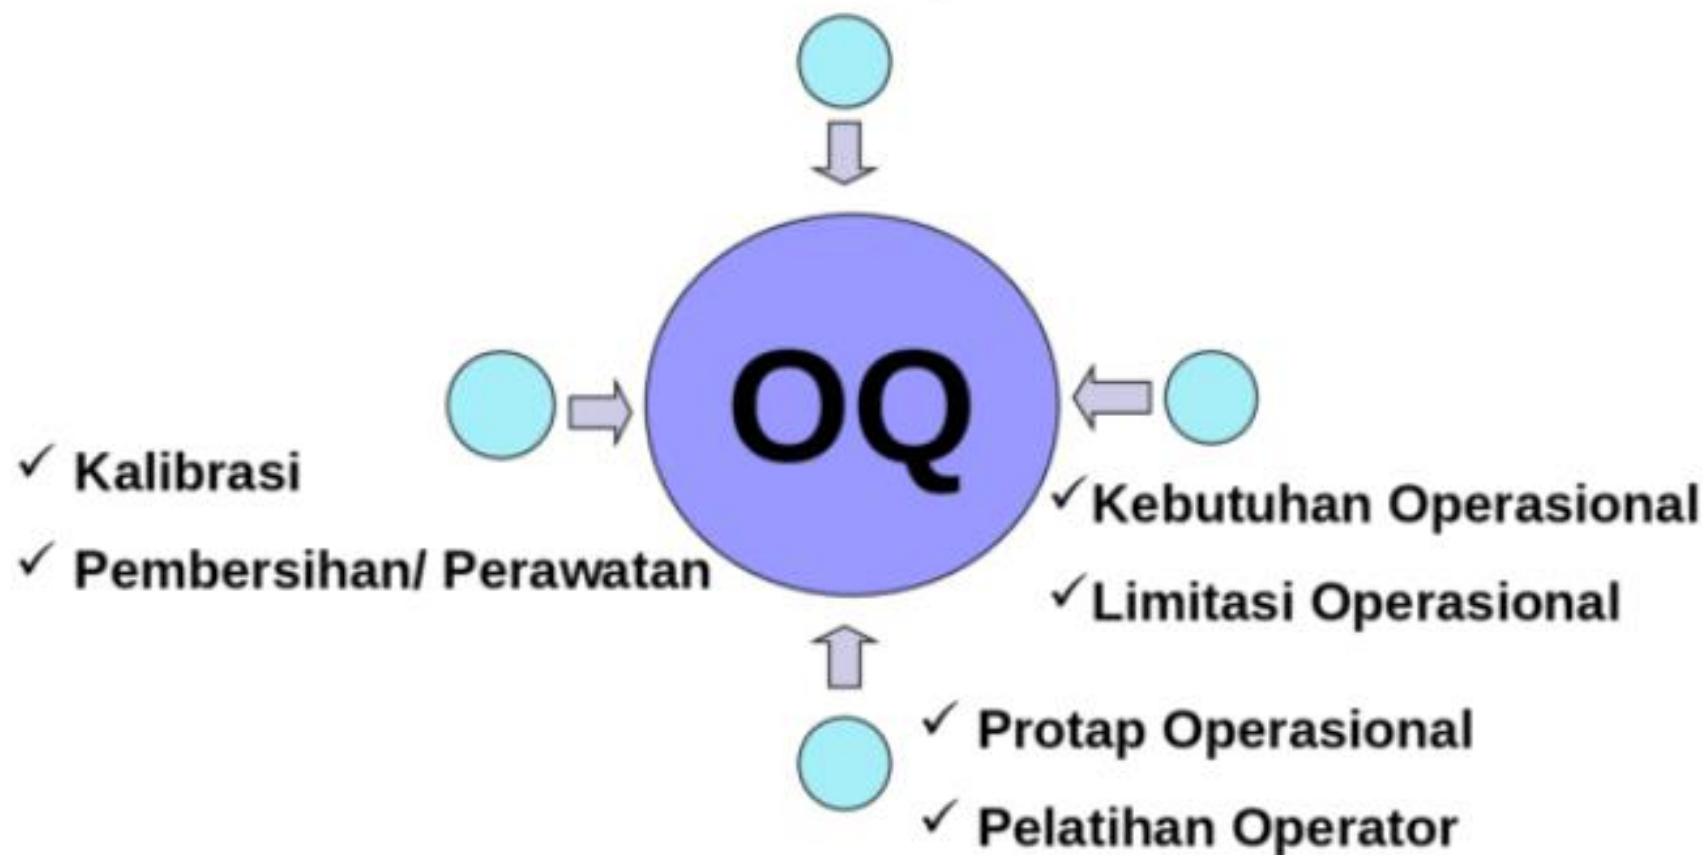 OQ
✓ Kalibrasi
✓ Pembersihan/ Perawatan
✓Kebutuhan Operasional
✓Limitasi Operasional
✓ Protap Operasional
✓ Pelatihan Operator